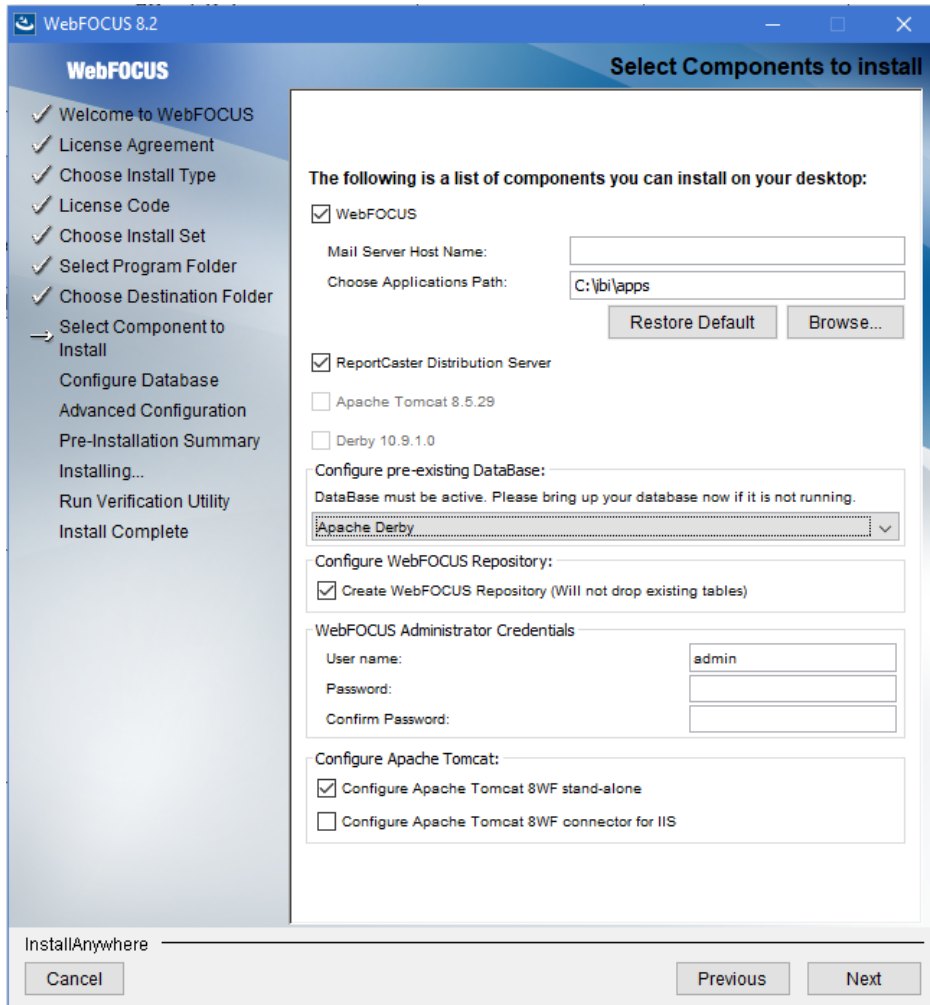 WebFOCUS 8.2
WebFOCUS
Select Components to install
Welcome to WebFOCUS
License Agreement
Choose Install Type
License Code
Choose Install Set
Select Program Folder
Choose Destination Folder
Select Component to
Install
Configure Database
Advanced Configuration
Pre-Installation Summary
Installing...
Run Verification Utility
Install Complete
The following is a list of components you can install on your desktop:
WebFOCUS
Mail Server Host Name:
Choose Applications Path: C:\ibi\apps
Restore Default Browse...
ReportCaster Distribution Server
Apache Tomcat 8.5.29
Derby 10.9.1.0
Configure pre-existing DataBase:
DataBase must be active. Please bring up your database now if it is not running.
Apache Derby
Configure WebFOCUS Repository:
Create WebFOCUS Repository (Will not drop existing tables)
WebFOCUS Administrator Credentials
User name: admin
Password:
Confirm Password:
Configure Apache Tomcat:
Configure Apache Tomcat 8WF stand-alone
Configure Apache Tomcat 8WF connector for IIS
InstallAnywhere
Cancel Previous Next